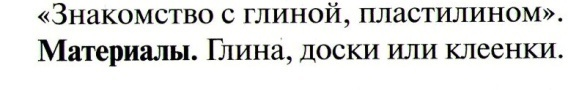 «Знакомство с глиной, пластилином».
Материалы. Глина, доски или клеенки.